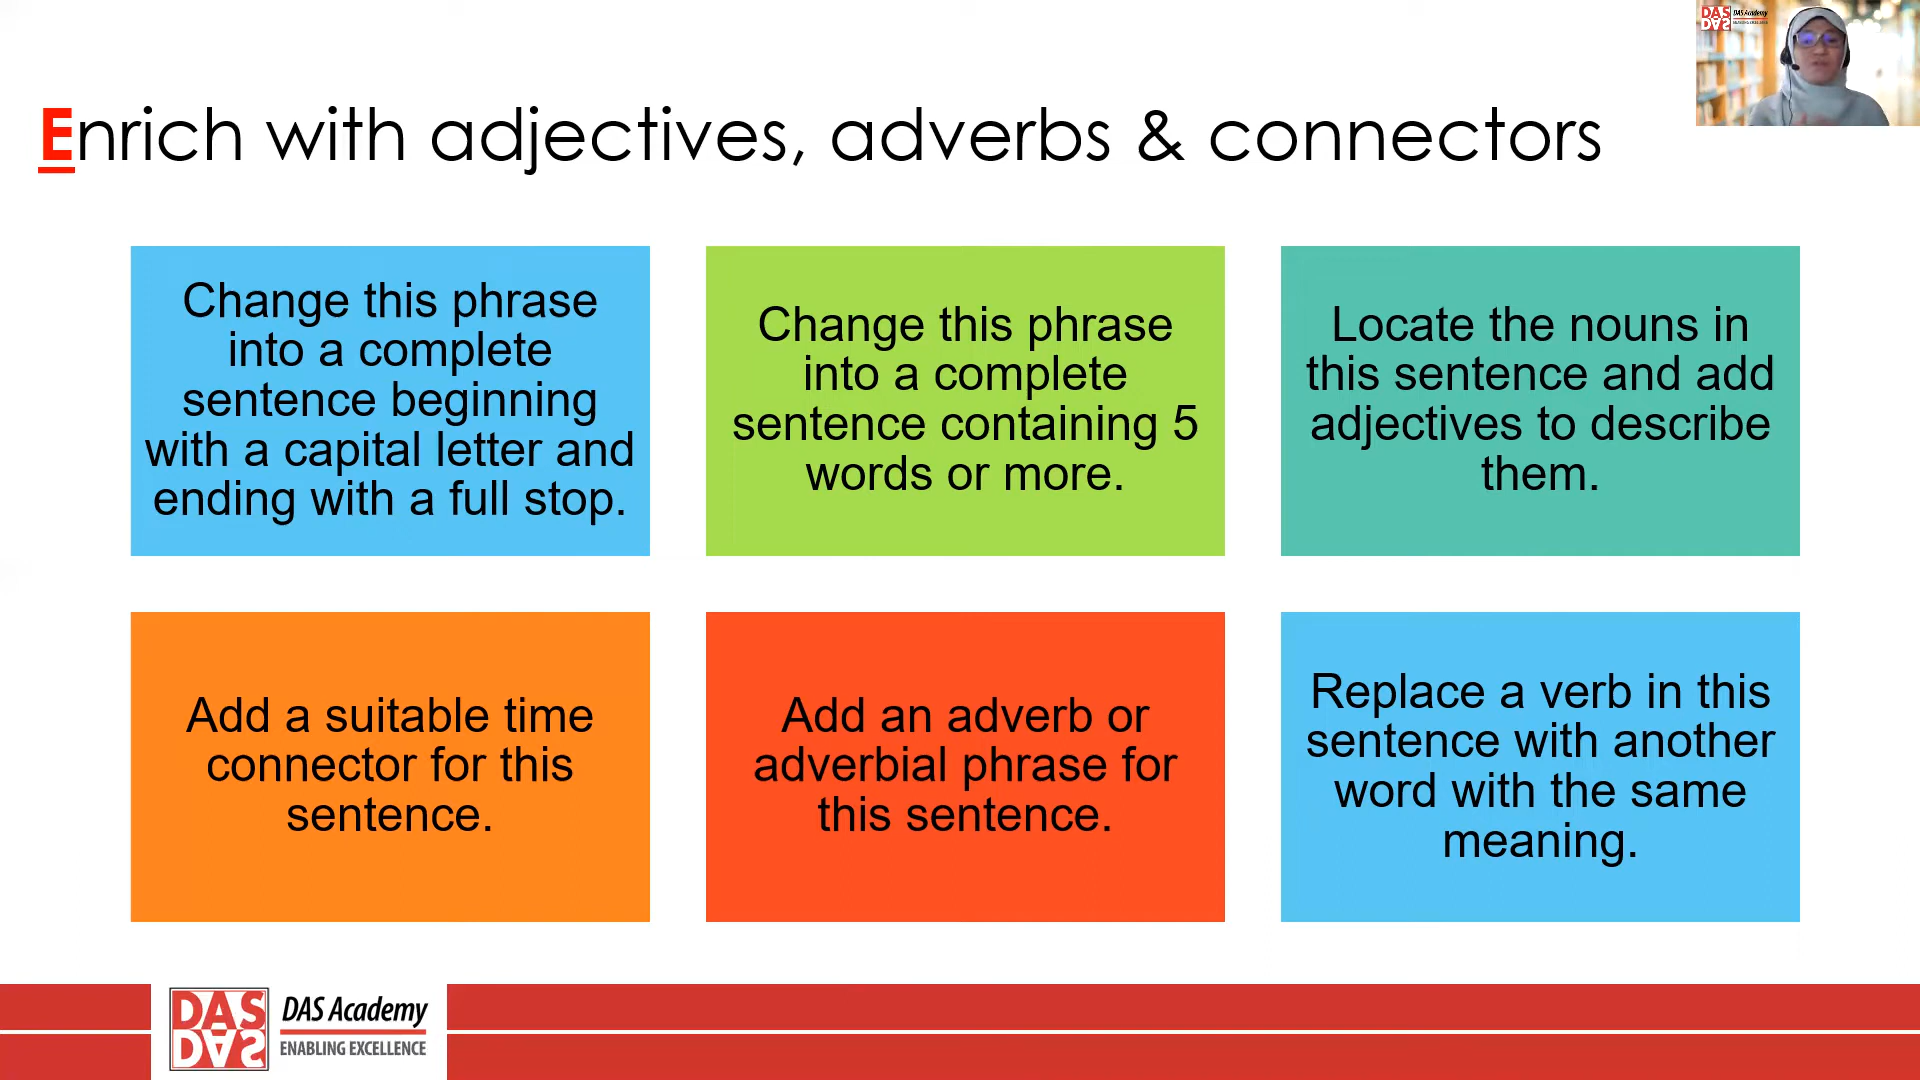 DAS DAS Academy
Enrich with adjectives, adverbs & connectors
Change this phrase
into a complete
sentence beginning
with a capital letter and
ending with a full stop.
Change this phrase
into a complete
sentence containing 5
words or more.
Locate the nouns in
this sentence and add
adjectives to describe
them.
Add a suitable time
connector for this
sentence.
Add an adverb or
adverbial phrase for
this sentence.
Replace a verb in this
sentence with another
word with the same
meaning.
DAS
DAS
DAS Academy
ENABLING EXCELLENCE